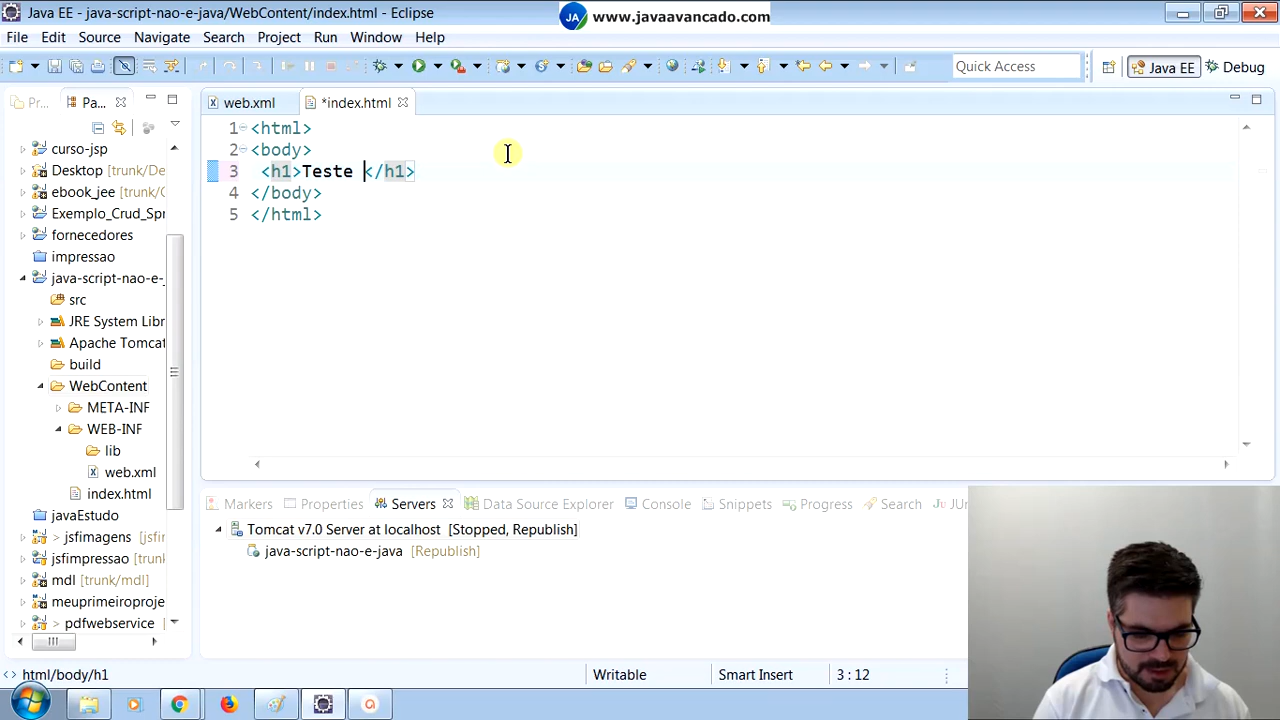 Java EE - java-script-nao-e-java/WebContent/index.html - Eclipse
JA www.javaavancado.com
File Edit Source Navigate Search Project Run Window Help
Quick Access
Java EE
Debug
Pr...
Pa...
web.xml
*index.html
curso-jsp
Desktop [trunk/Desk
ebook_jee [trunk/
Exemplo_Crud_Spr
fornecedores
impressao
java-script-nao-e-
src
JRE System Libr
Apache Tomcat
build
WebContent
META-INF
WEB-INF
lib
web.xml
index.html
javaEstudo
> jsfimagens [jsfi
jsfimpressao [trun
mdl [trunk/mdl]
meuprimeiroproje
> pdfwebservice [
1 <html>
2 <body>
3 <h1>Teste </h1>
4 </body>
5 </html>
Markers Properties Servers Data Source Explorer Console Snippets Progress Search JUn
Tomcat v7.0 Server at localhost [Stopped, Republish]
java-script-nao-e-java [Republish]
html/body/h1
Writable
Smart Insert
3 : 12